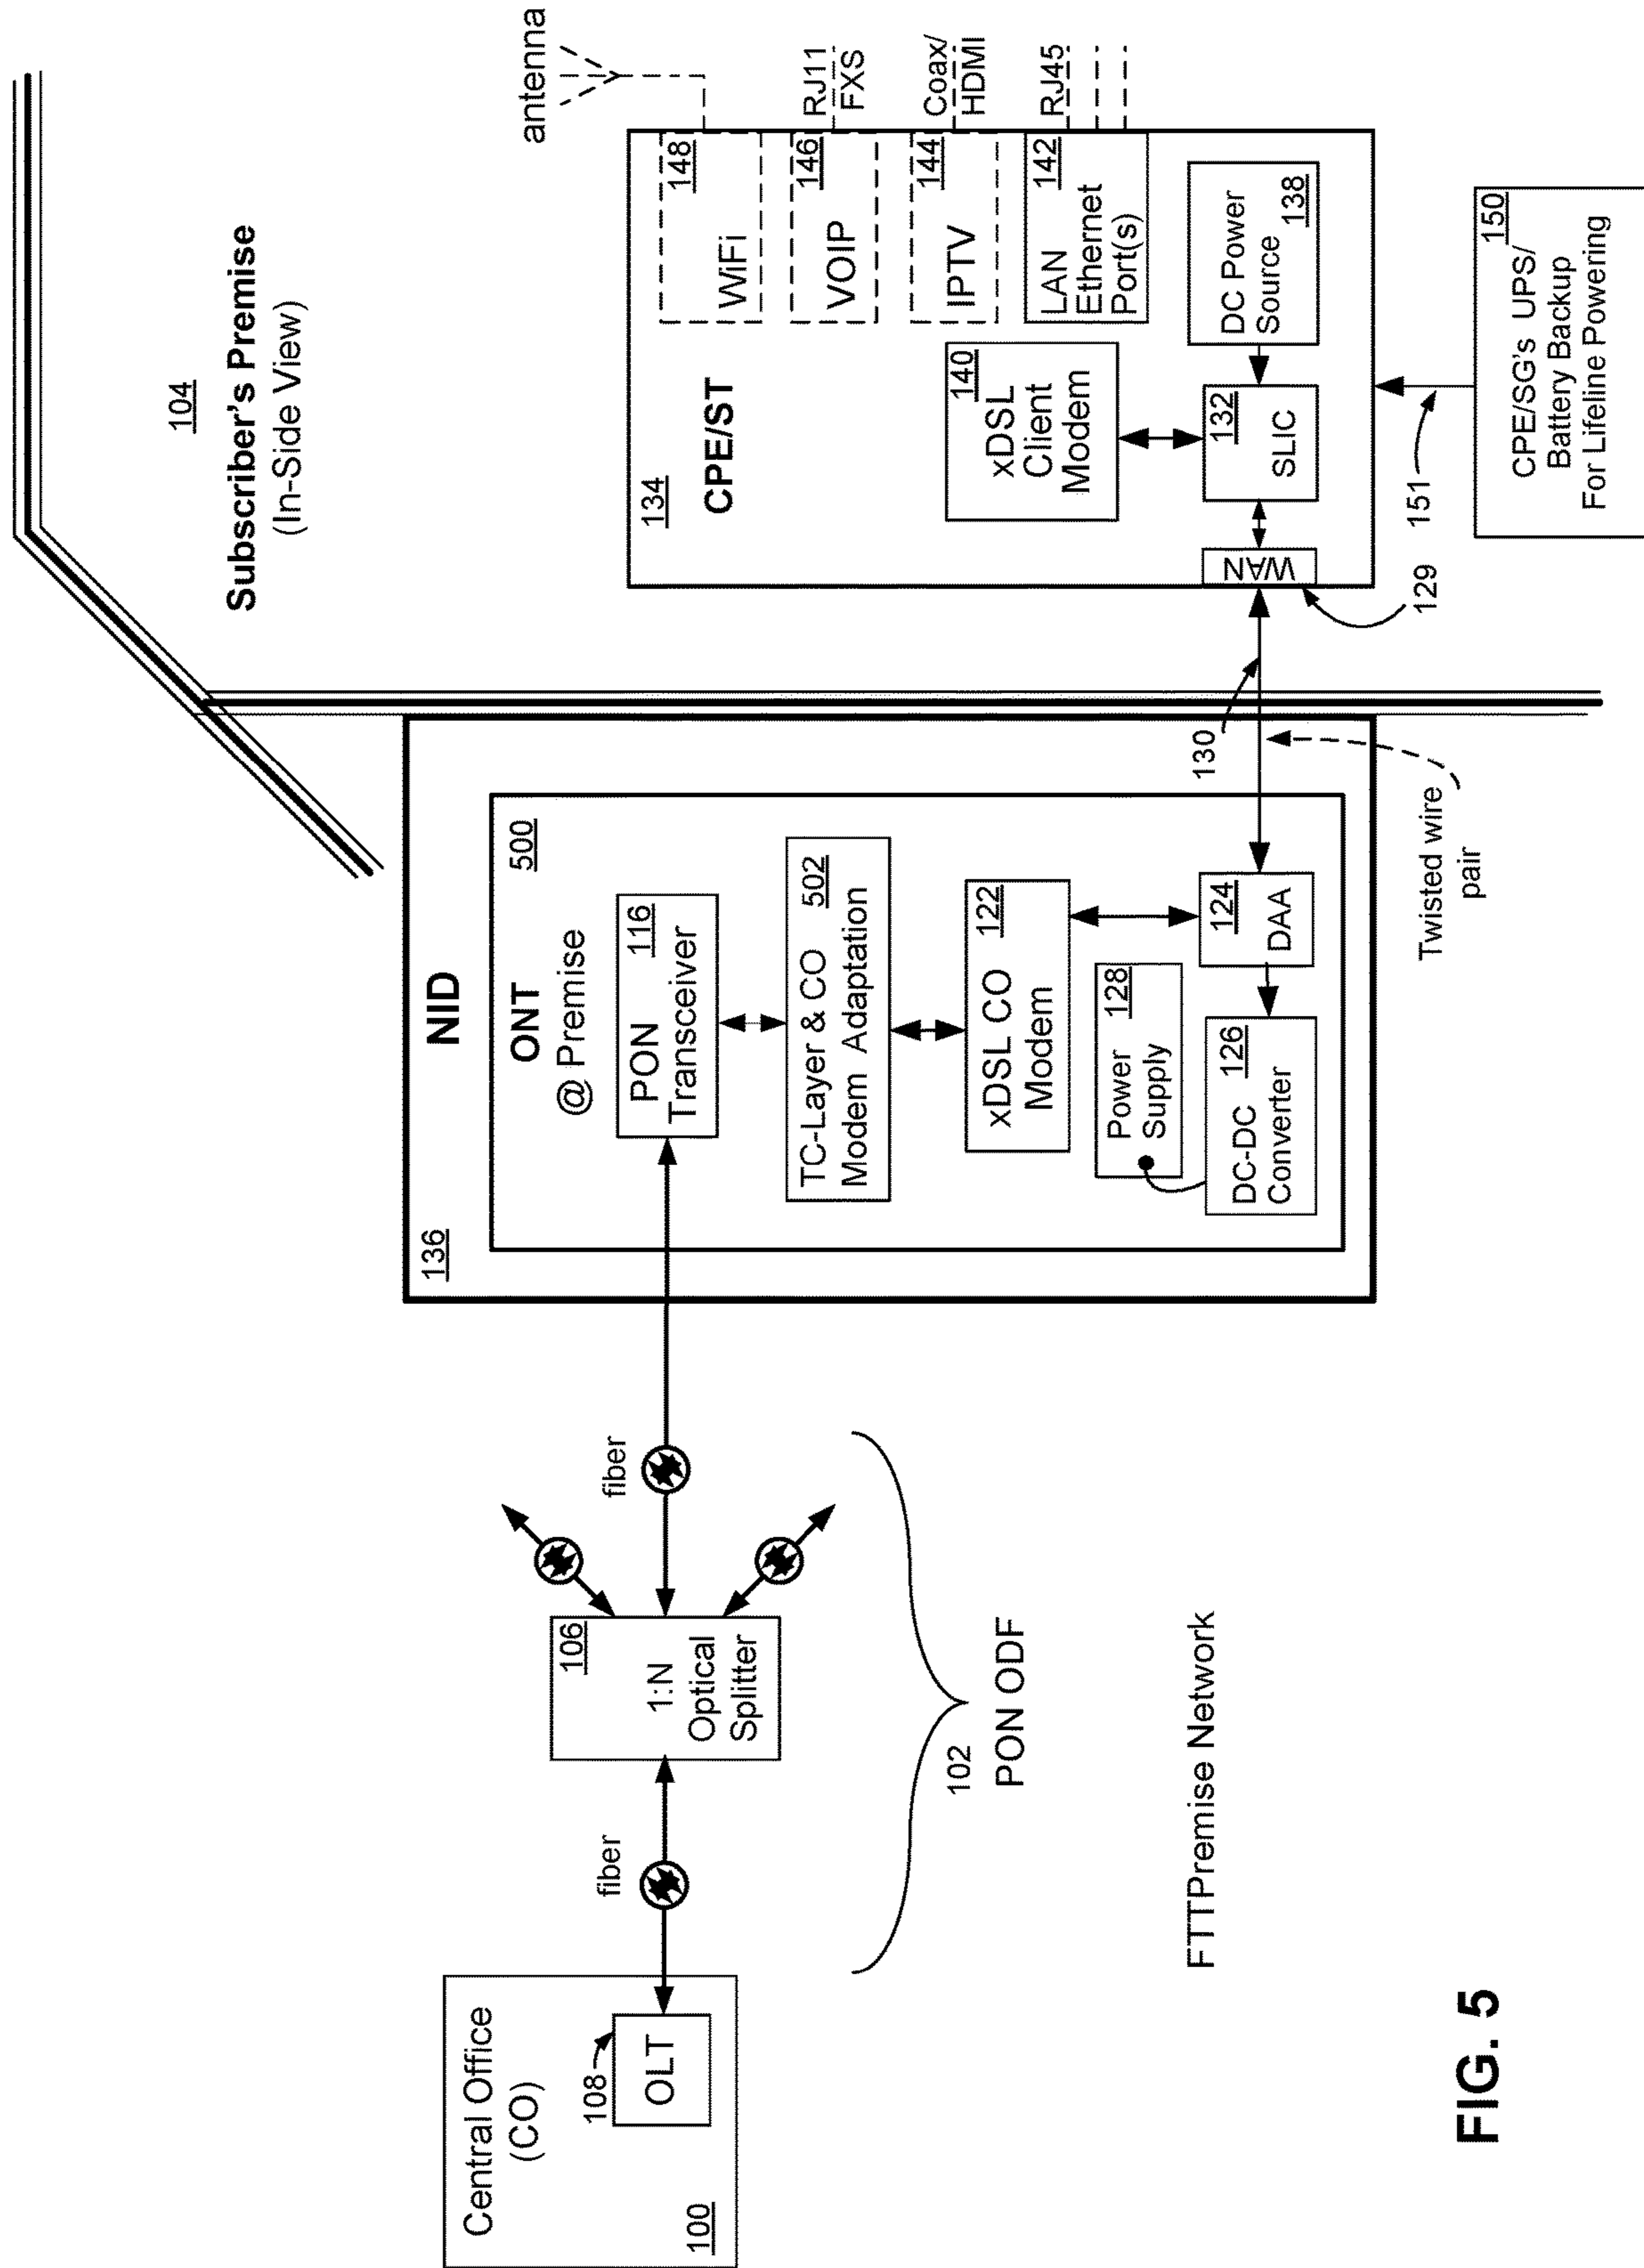 Central Office
(CO)
108
OLT
100
fiber
106
1:N
Optical
Splitter
fiber
102
PON ODF
FTTPremise Network
136
NID
ONT
500
@ Premise
PON
116
Transceiver
TC-Layer & CO
502
Modem Adaptation
xDSL CO
122
Modem
Power
128
Supply
DC-DC
126
Converter
124
DAA
130
Twisted wire
pair
104
Subscriber's Premise
(In-Side View)
134
CPE/ST
antenna
148
WiFi
146
VOIP
RJ11
FXS
144
IPTV
Coax/
HDMI
142
LAN
Ethernet
Port(s)
RJ45
140
xDSL
Client
Modem
132
SLIC
DC Power
Source
138
WAN
129
151
150
CPE/SG's UPS/
Battery Backup
For Lifeline Powering
FIG. 5